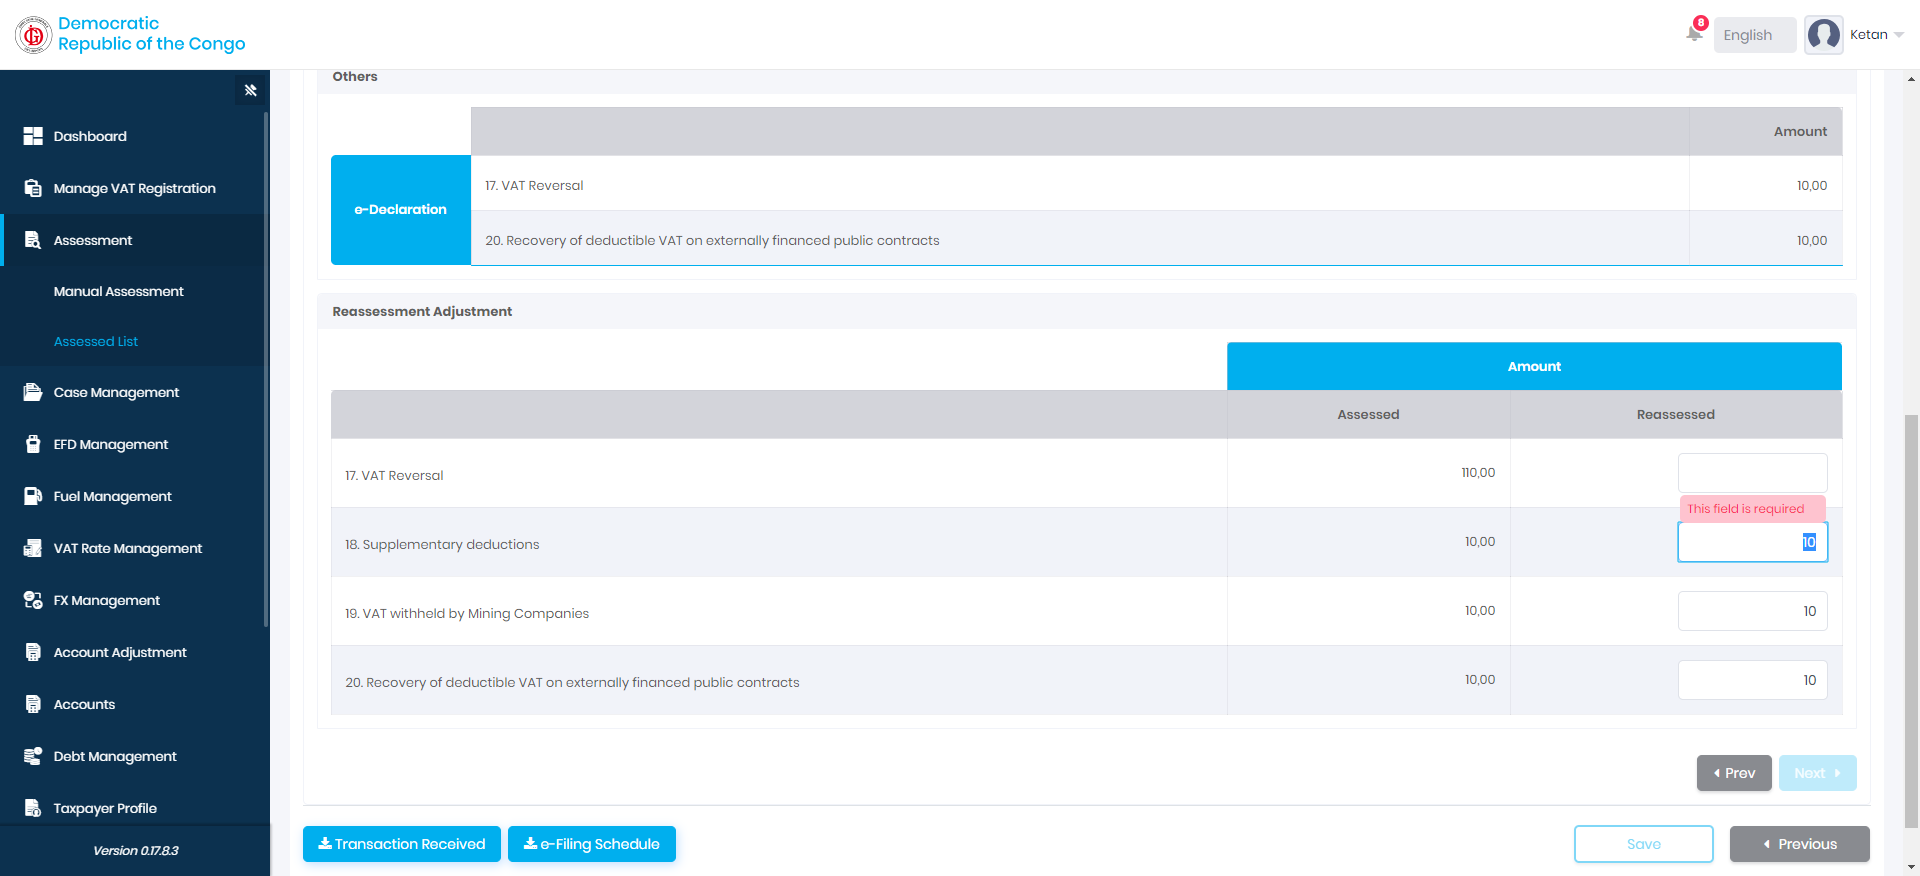 Democratic
Republic of the Congo
8
English
Ketan
Dashboard
Manage VAT Registration
Assessment
Manual Assessment
Assessed List
Case Management
EFD Management
Fuel Management
VAT Rate Management
FX Management
Account Adjustment
Accounts
Debt Management
Taxpayer Profile
Version 0.17.8.3
Others
Amount
e-Declaration
17. VAT Reversal 10,00
20. Recovery of deductible VAT on externally financed public contracts 10,00
Reassessment Adjustment
Amount
Assessed Reassessed
17. VAT Reversal 110,00
This field is required
18. Supplementary deductions 10,00 10
19. VAT withheld by Mining Companies 10,00 10
20. Recovery of deductible VAT on externally financed public contracts 10,00 10
Prev Next
Transaction Received e-Filing Schedule Save Previous